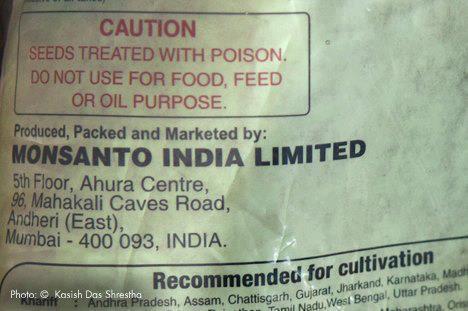 CAUTION
SEEDS TREATED WITH POISON.
DO NOT USE FOR FOOD, FEED
OR OIL PURPOSE.
Produced, Packed and Marketed by:
MONSANTO INDIA LIMITED
5th Floor, Ahura Centre,
96, Mahakali Caves Road,
Andheri (East),
Mumbai - 400 093, INDIA.
Recommended for cultivation
Kharif : Andhra Pradesh, Assam, Chattisgarh, Gujarat, Jharkand, Karnataka,
Tamil Nadu, West Bengal, Uttar Pradesh.
Photo: © Kasish Das Shrestha